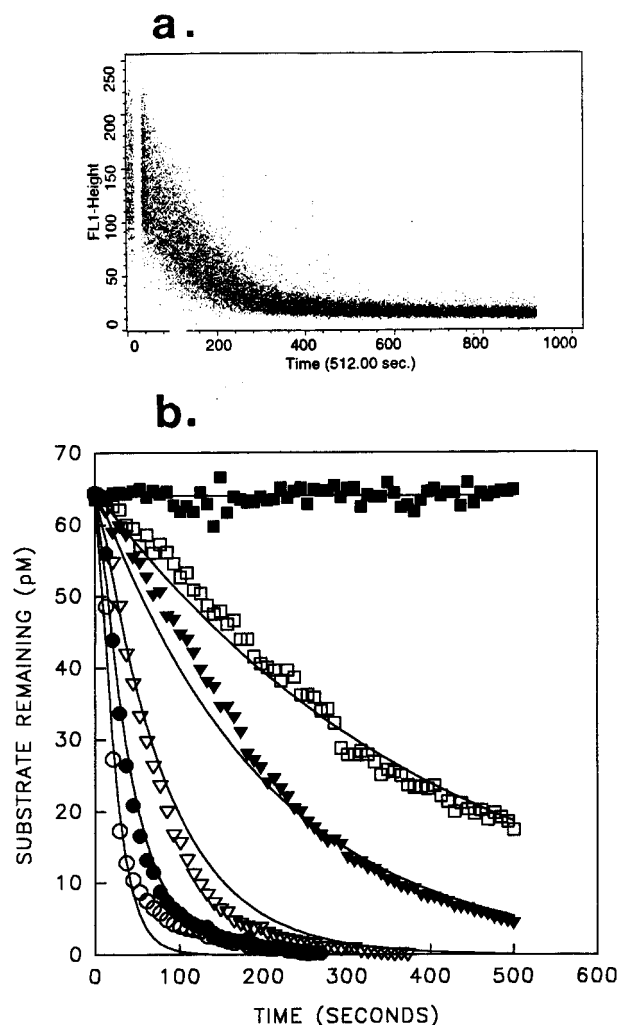 a.
250
200
150
100
50
0
FL1-Height
0 200 400 600 800 1000
Time (512.00 sec.)
b.
70
60
50
40
30
20
10
0
SUBSTRATE REMAINING (pM)
0 100 200 300 400 500 600
TIME (SECONDS)